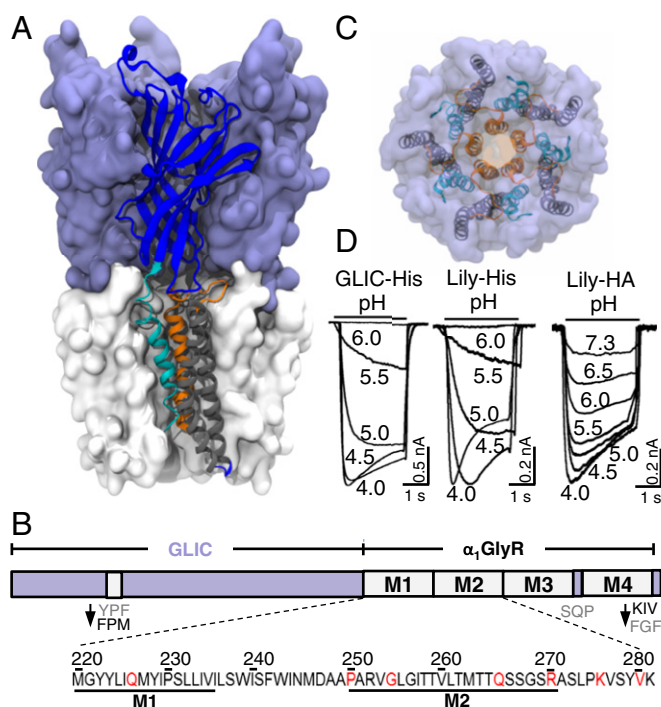 A
C
D
GLIC-His
pH
6.0
5.5
5.0
4.5
4.0
0.5 nA
1 s
Lily-His
pH
6.0
5.5
5.0
4.5
4.0
0.2 nA
1 s
Lily-HA
pH
7.3
6.5
6.0
5.5
5.0
4.5
4.0
0.2 nA
1 s
B
GLIC α₁GlyR
M1 M2 M3 M4
YPF SQP KIV
FPM FGF
220 230 240 250 260 271 280
MGYYLIQMYIPSLLIVILSWISFWINMDAAPARVGLGITTVLTMTTQSSGSRASLPKVSYVK
M1 M2